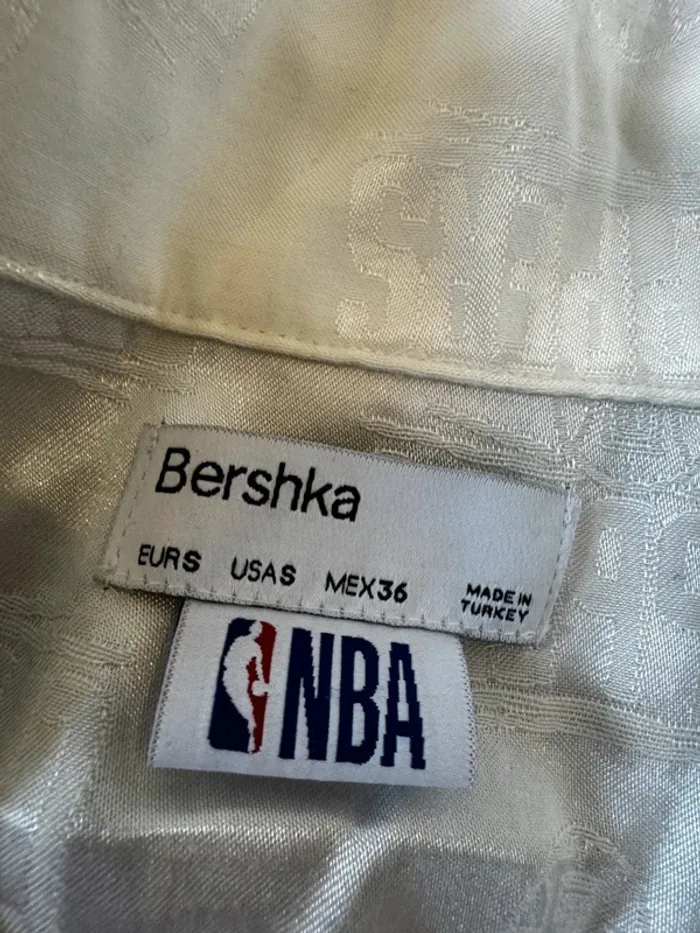 Bershka
EURS USAS MEX36
MADE IN
TURKEY
NBA